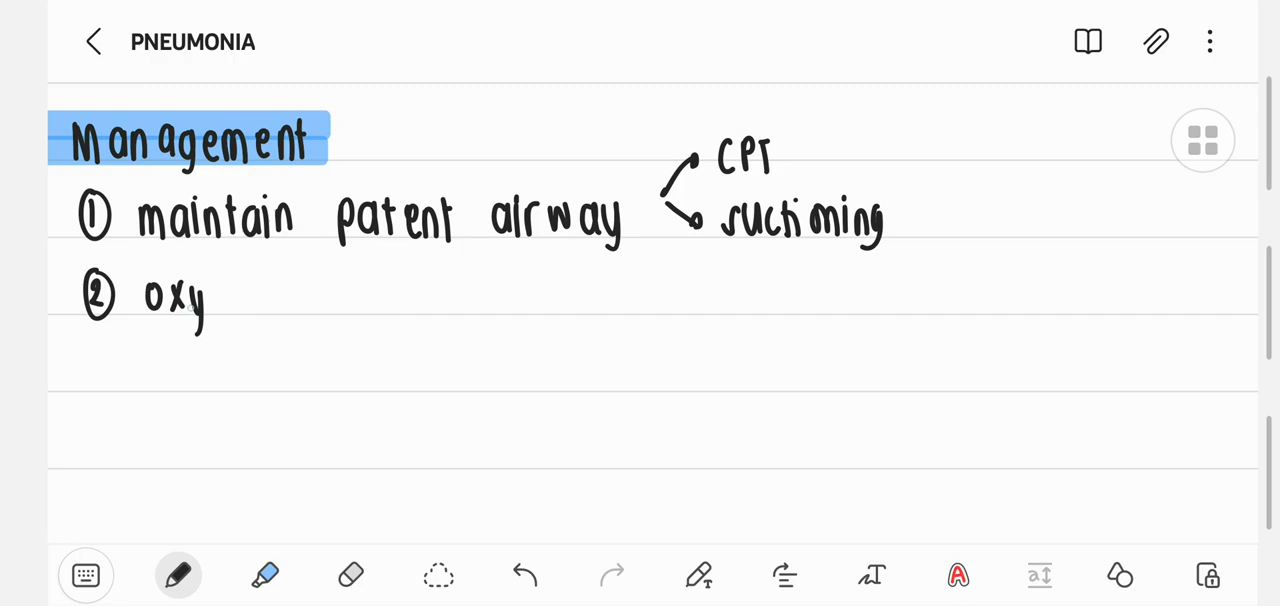 PNEUMONIA
Management
① maintain patent airway
CPT
suctioning
② oxy